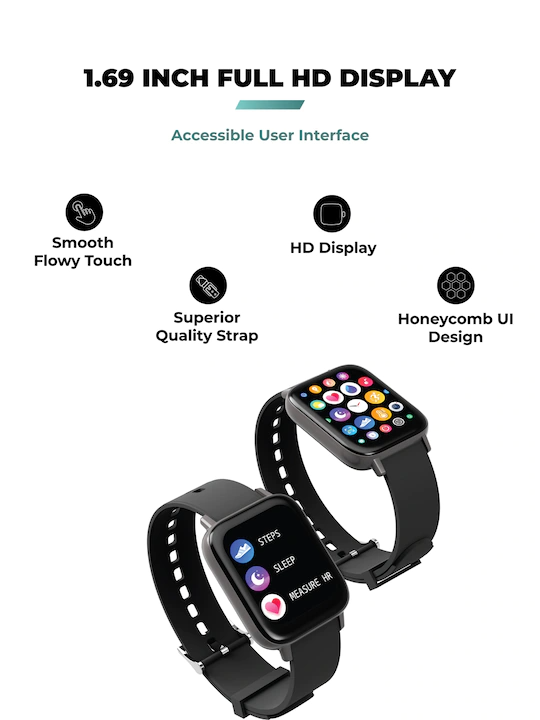 1.69 INCH FULL HD DISPLAY
Accessible User Interface
Smooth
Flowy Touch
HD Display
Superior
Quality Strap
Honeycomb UI
Design
STEPS
SLEEP
MEASURE HR